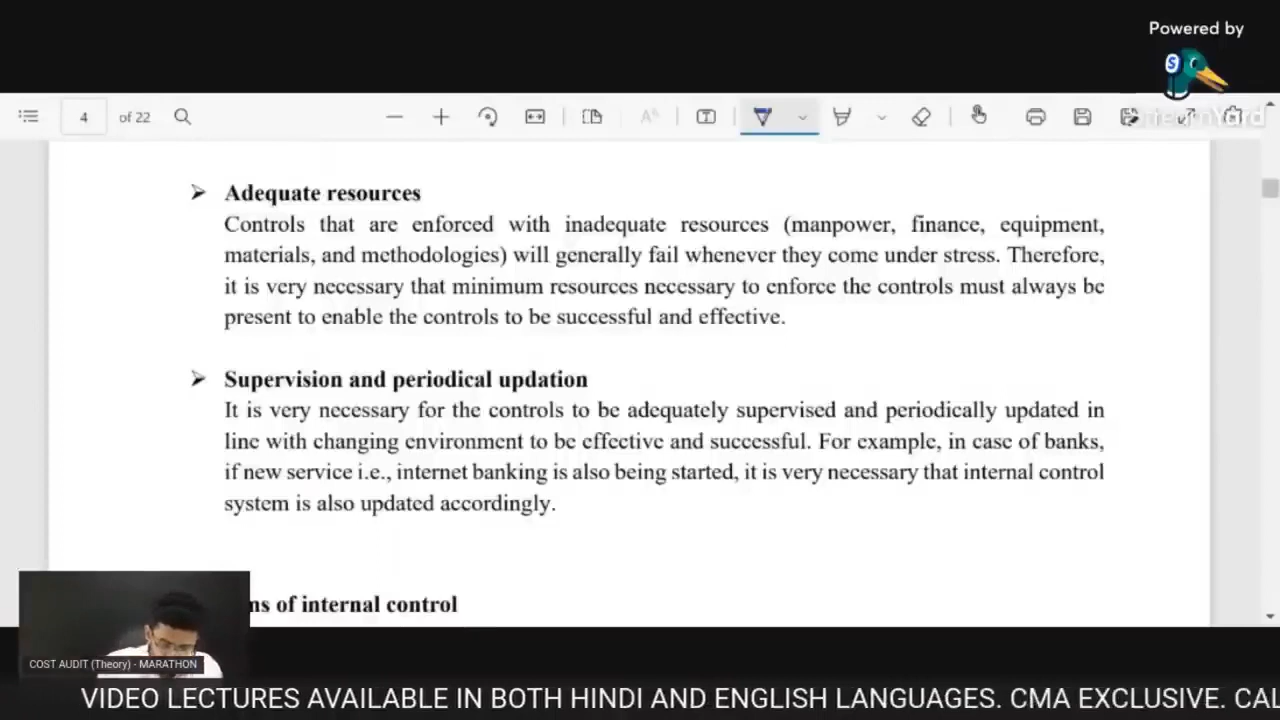 Powered by
S
StreamYard
4 of 22
➤ Adequate resources
Controls that are enforced with inadequate resources (manpower, finance, equipment,
materials, and methodologies) will generally fail whenever they come under stress. Therefore,
it is very necessary that minimum resources necessary to enforce the controls must always be
present to enable the controls to be successful and effective.
➤ Supervision and periodical updation
It is very necessary for the controls to be adequately supervised and periodically updated in
line with changing environment to be effective and successful. For example, in case of banks,
if new service i.e., internet banking is also being started, it is very necessary that internal control
system is also updated accordingly.
ns of internal control
COST AUDIT (Theory) - MARATHON
VIDEO LECTURES AVAILABLE IN BOTH HINDI AND ENGLISH LANGUAGES. CMA EXCLUSIVE. CAL